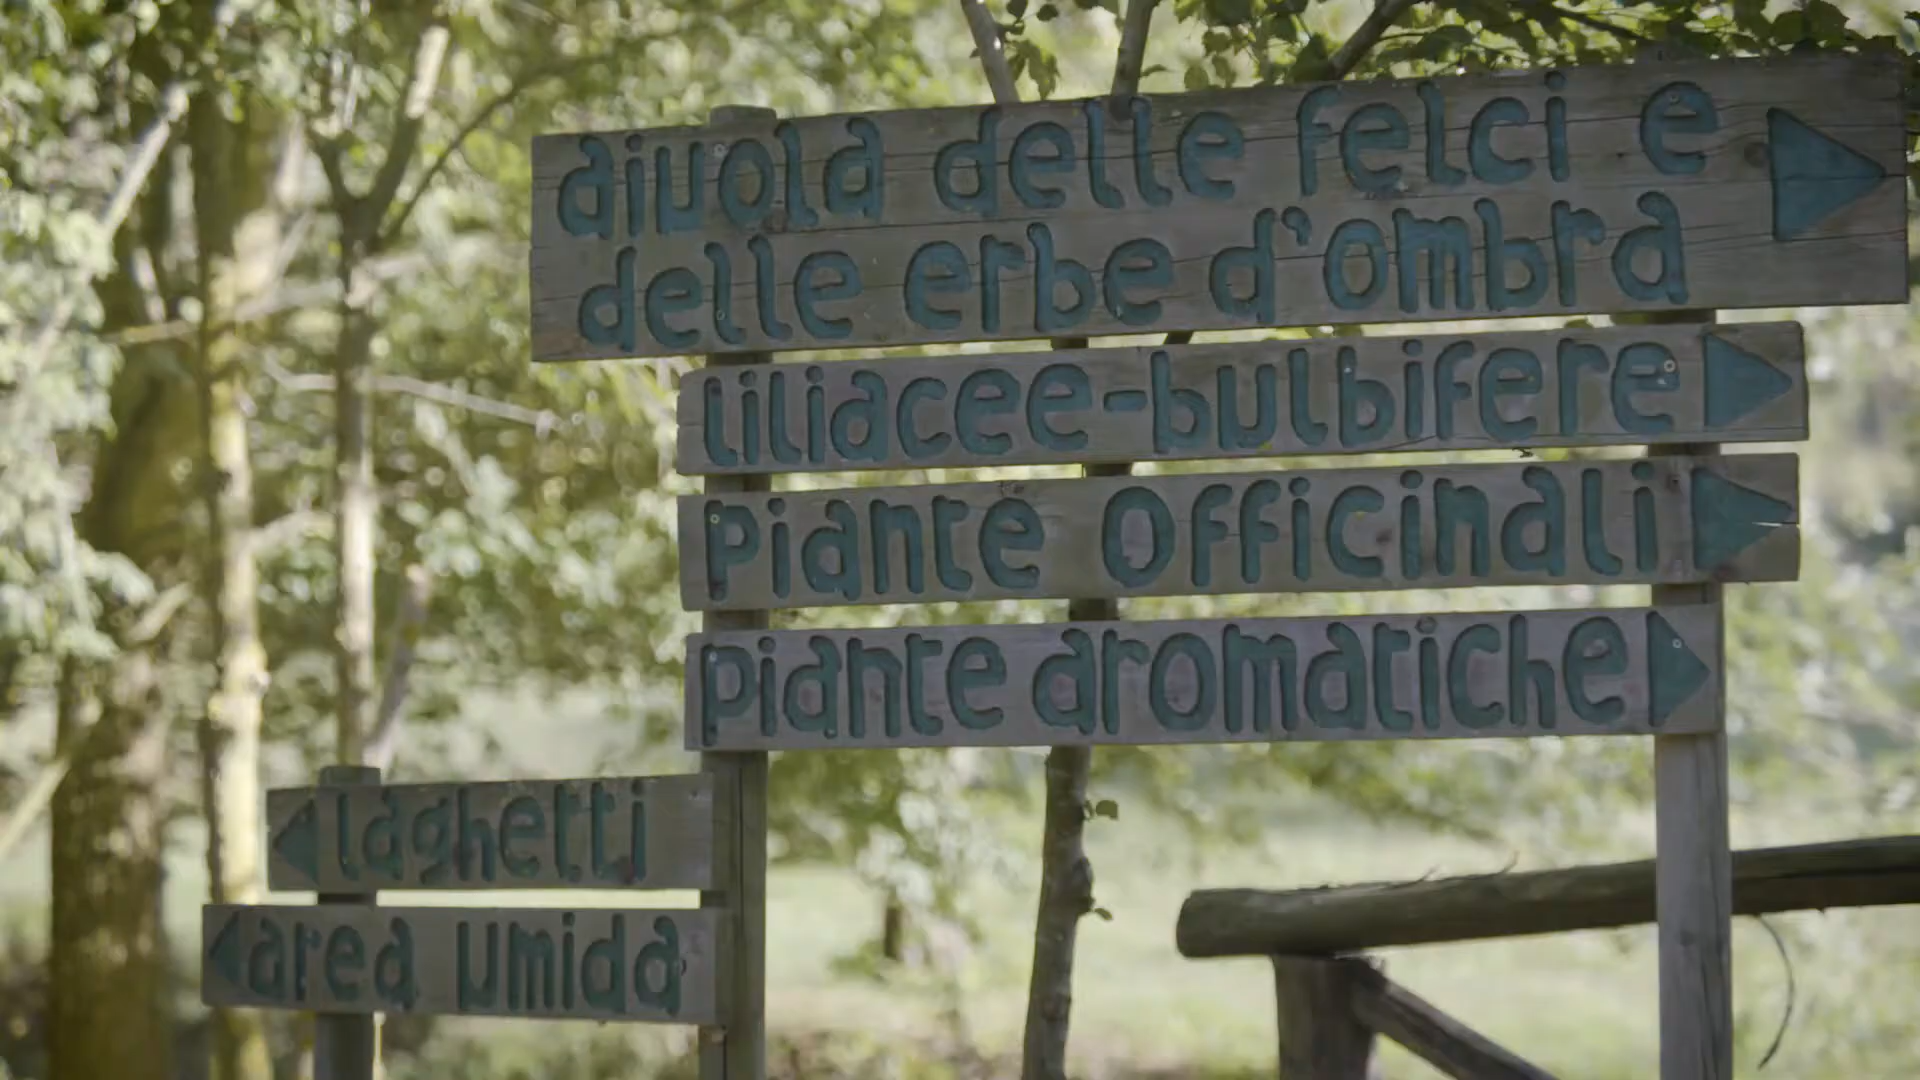 aiuola delle felci e
delle erbe d'ombra
liliacee-bulbifere
piante officinali
piante aromatiche
laghetti
area umida